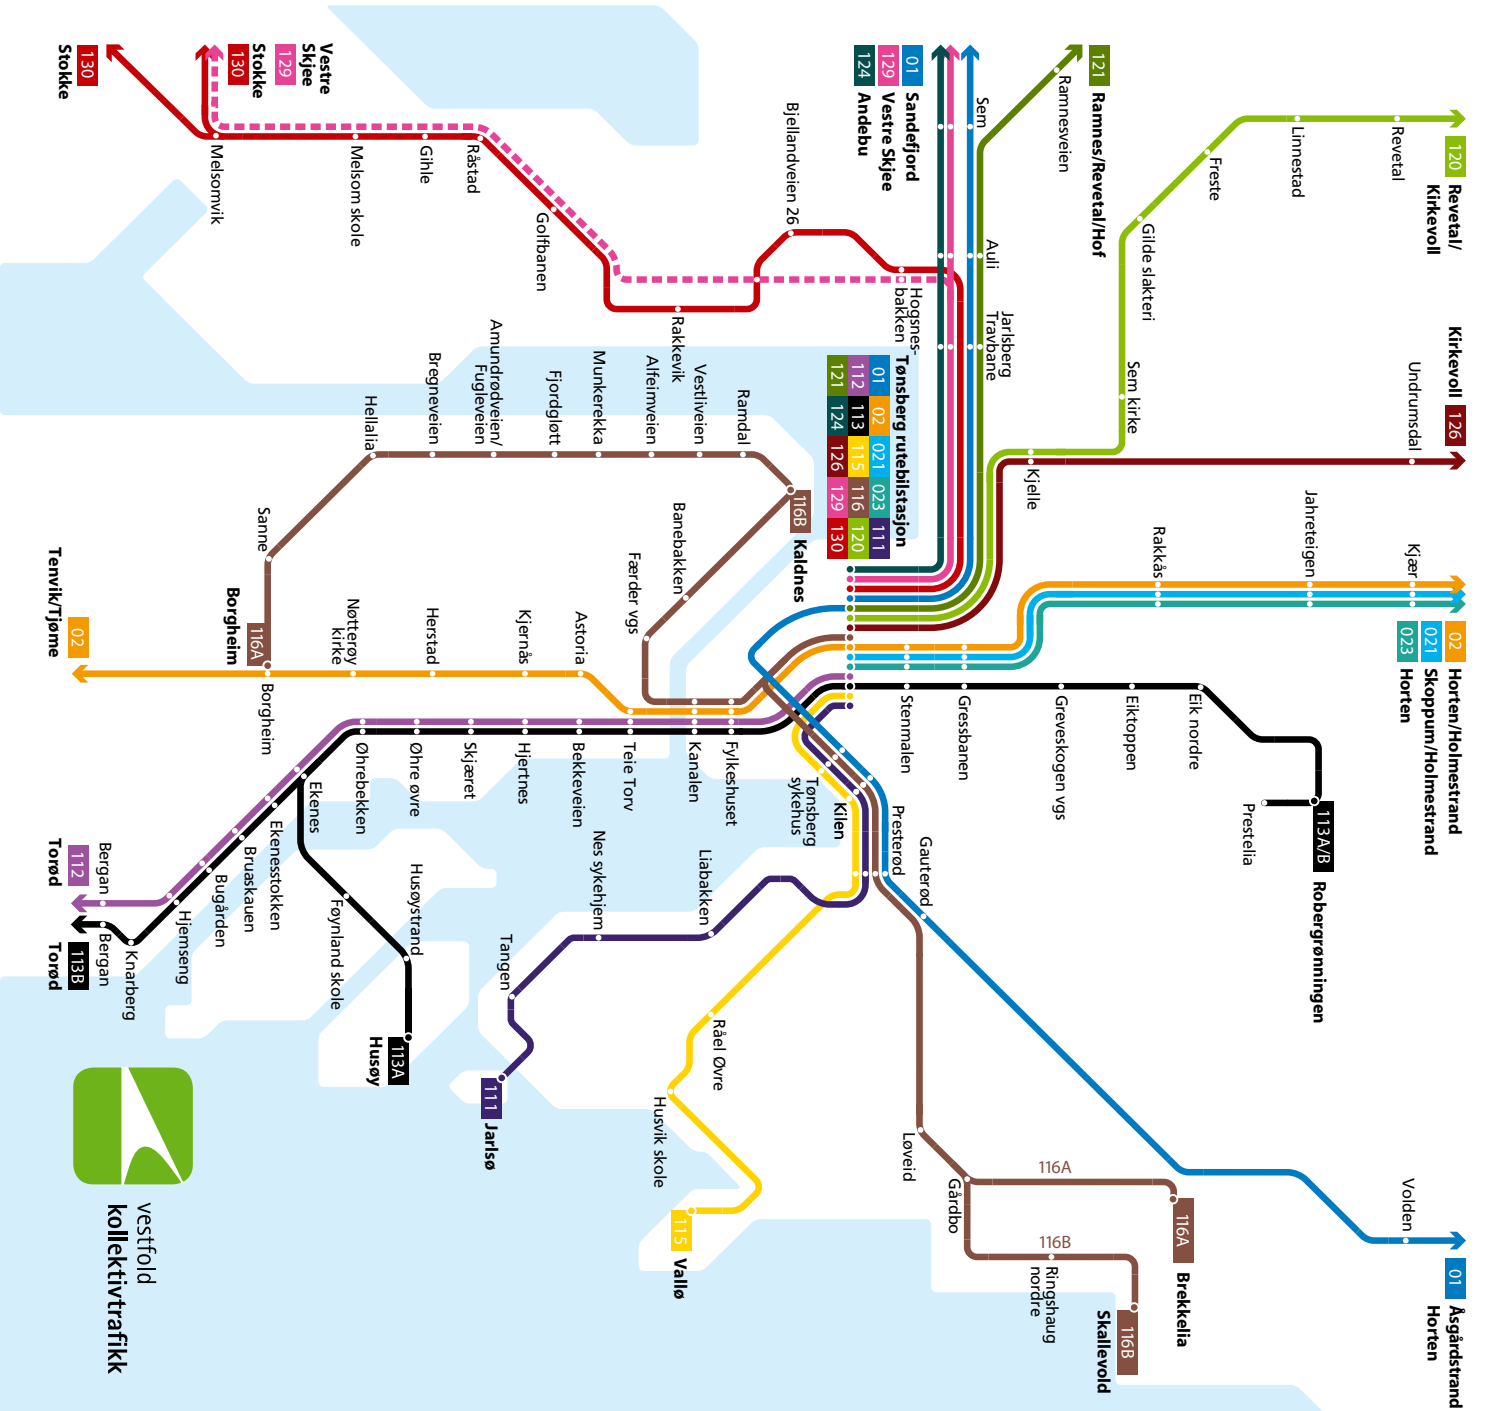 130
Stokke
Vestre
Skjee
129
130
Stokke
Melsomvik
Melsom skole
Gihle
Råstad
Golfbanen
Rakkevik
Bjellandveien 26
Hogsnes-
bakken
01
Sandefjord
129
Vestre Skjee
124
Andebu
Sem
Auli
Jarlsberg
Travbane
121
Ramnes/Revetal/Hof
Ramnesveien
120
Revetal/
Kirkevoll
Revetal
Linnestad
Freste
Gilde slakteri
Sem kirke
Kjelle
Kirkevoll
126
Undrumsdal
Kjær
Jahreteigen
Rakkås
02
Horten/Holmestrand
021
Skoppum/Holmestrand
023
Horten
Tønsberg rutebilstasjon
01 02 021 023 111
112 113 115 116 120
121 124 126 129 130
Stenmalen
Gressbanen
Greveskogen vgs
Eiktoppen
Eik nordre
Prestelia
113A/B
Robergrønningen
116B
Kaldnes
Ramdal
Vestliveien
Alfeimveien
Munkerekka
Fjordgløtt
Amundrødveien/
Fugleveien
Bregneveien
Hellalia
Sanne
116A
Borgheim
Borgheim
Banebakken
Færder vgs
Astoria
Kjernås
Herstad
Nøtterøy
kirke
Tenvik/Tjøme
02
Fylkeshuset
Kanalen
Teie Torv
Bekkeveien
Hjertnes
Skjæret
Øhre øvre
Øhrebekken
Ekenes
Ekenesstokken
Bruaskauen
Bugården
Hjemseng
Knarberg
Bergan
Bergan
112
Torød
113B
Torød
Føynland skole
Husøystrand
113A
Husøy
Tønsberg
sykehus
Kilen
Presterød
Gauterød
Liabakken
Nes sykehjem
Tangen
111
Jarlsø
Råel Øvre
Husvik skole
115
Vallø
Løveid
Gårdbo
116A
116A
Brekkelia
116B
Ringshaug
nordre
116B
Skallevold
Volden
01
Åsgårdstrand
Horten
vestfold
kollektivtrafikk